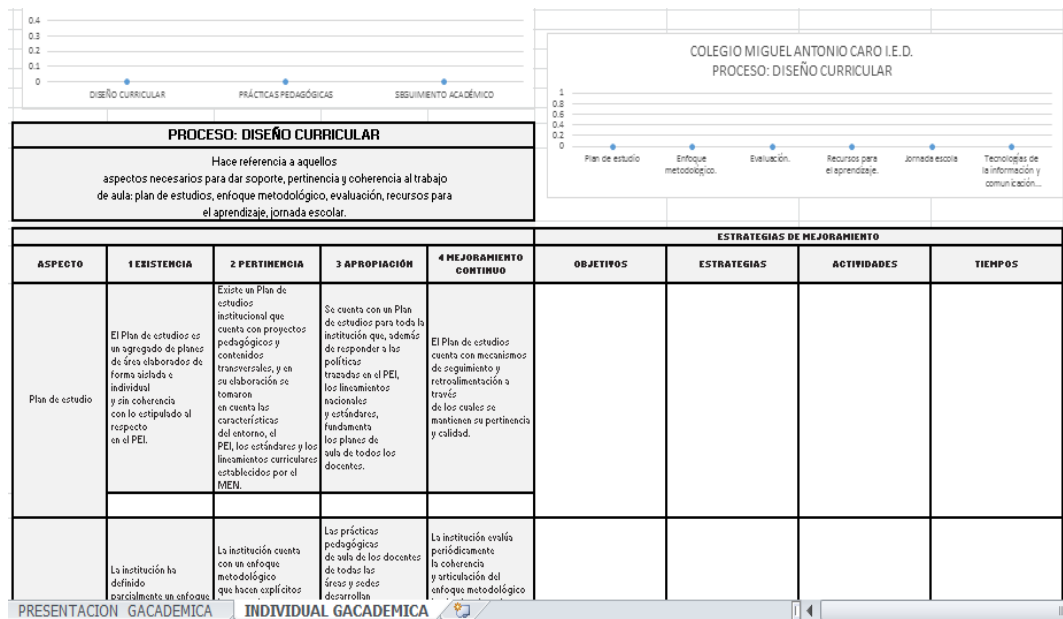 0.4
0.3
0.2
0.1
0
DISEÑO CURRICULAR
PRÁCTICAS PEDAGÓGICAS
SEGUIMIENTO ACADÉMICO
COLEGIO MIGUEL ANTONIO CARO I.E.D.
PROCESO: DISEÑO CURRICULAR
1
0.8
0.6
0.4
0.2
0
Plan de estudio
Enfoque
metodologico.
Evaluación.
Recursos para
el aprendizaje.
Jornada escola
Tecnologías de
la información y
comunicación...
PROCESO: DISEÑO CURRICULAR
Hace referencia a aquellos
aspectos necesarios para dar soporte, pertinencia y coherencia al trabajo
de aula: plan de estudios, enfoque metodológico, evaluación, recursos para
el aprendizaje, jornada escolar.
ESTRATEGIAS DE MEJORAMIENTO
ASPECTO
1 EXISTENCIA
2 PERTINENCIA
3 APROPIACIÓN
4 MEJORAMIENTO
CONTINUO
OBJETIVOS
ESTRATEGIAS
ACTIVIDADES
TIEMPOS
Plan de estudio
El Plan de estudios es
un agregado de planes
de área elaborados de
forma aislada e
individual
y sin coherencia
con lo estipulado al
respecto
en el PEI.
Existe un Plan de
estudios
institucional que
cuenta con proyectos
pedagógicos y
contenidos
transversales, y en
su elaboración se
tomaron
en cuenta las
características
del entorno, el
PEI, los estándares y los
lineamientos curriculares
establecidos por el
MEN.
Se cuenta con un Plan
de estudios para toda la
institución que, además
de responder a las
políticas
trazadas en el PEI,
los lineamientos
nacionales
y estándares,
fundamenta
los planes de
aula de todos los
docentes.
El Plan de estudios
cuenta con mecanismos
de seguimiento y
retroalimentación a
través
de los cuales se
mantienen su pertinencia
y calidad.
La institución ha
definido
parcialmente un enfoque
La institución cuenta
con un enfoque
metodológico
que hacen explícitos
Las prácticas
pedagógicas
de aula de los docentes
de todas las
áreas y sedes
desarrollan
La institución evalúa
periódicamente
la coherencia
y articulación del
enfoque metodológico
PRESENTACION GACADEMICA
INDIVIDUAL GACADEMICA